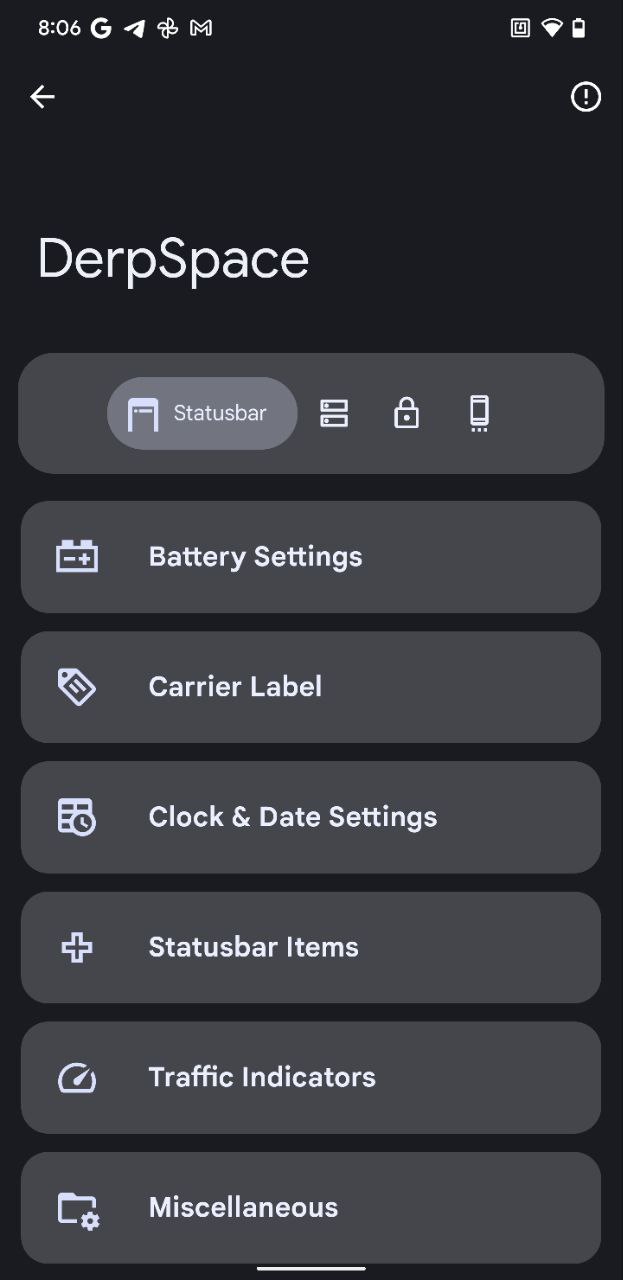 8:06
DerpSpace
Statusbar
Battery Settings
Carrier Label
Clock & Date Settings
Statusbar Items
Traffic Indicators
Miscellaneous